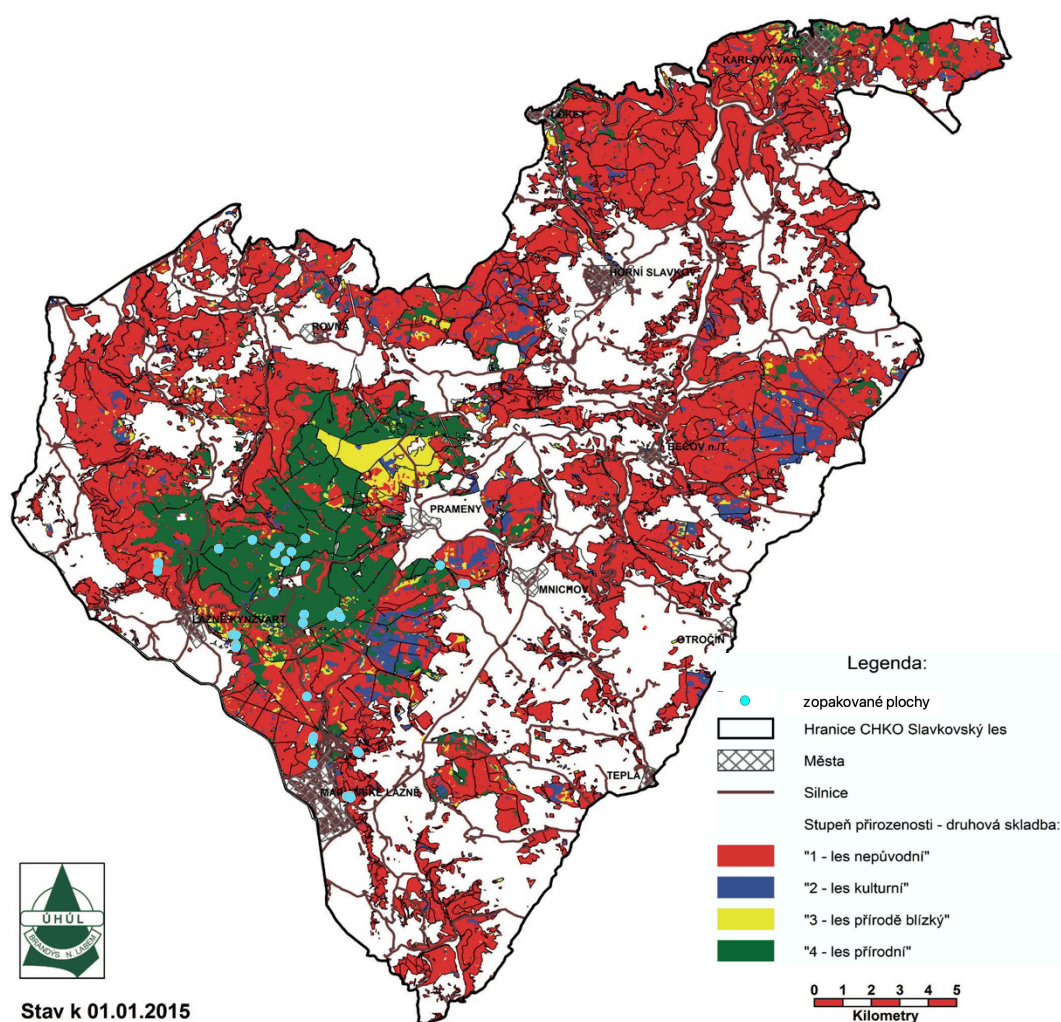 KARLOVY VARY
LOKET
HORNÍ SLAVKOV
ROVNÁ
BEČOV n./T.
PRAMENY
MNICHOV
LÁZNĚ KYNŽVART
OTROČÍN
TEPLÁ
MARIÁNSKÉ LÁZNĚ
Legenda:
zopakované plochy
Hranice CHKO Slavkovský les
Města
Silnice
Stupeň přirozenosti - druhová skladba:
"1 - les nepůvodní"
"2 - les kulturní"
"3 - les přírodě blízký"
"4 - les přírodní"
0 1 2 3 4 5
Kilometry
ÚHÚL
BRANDÝS N. LABEM
Stav k 01.01.2015